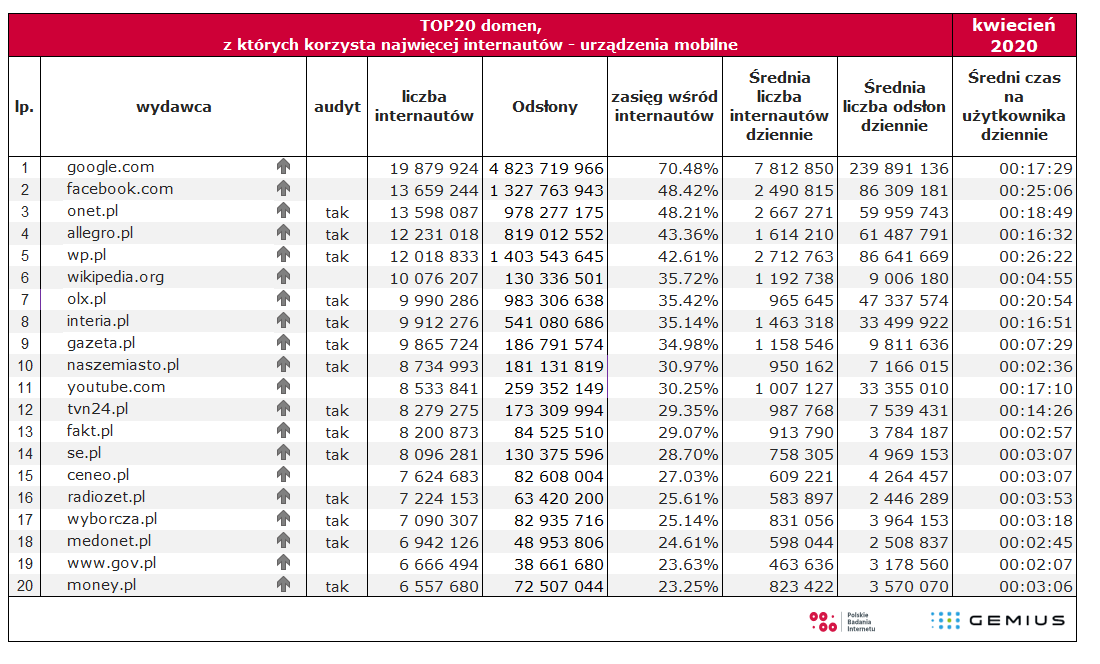 TOP20 domen,
z których korzysta najwięcej internautów - urządzenia mobilne
kwiecień
2020
lp.
wydawca
audyt
liczba
internautów
Odsłony
zasięg wśród
internautów
Średnia
liczba
internautów
dziennie
Średnia
liczba odsłon
dziennie
Średni czas
na
użytkownika
dziennie
1 google.com 19 879 924 4 823 719 966 70.48% 7 812 850 239 891 136 00:17:29
2 facebook.com 13 659 244 1 327 763 943 48.42% 2 490 815 86 309 181 00:25:06
3 onet.pl tak 13 598 087 978 277 175 48.21% 2 667 271 59 959 743 00:18:49
4 allegro.pl tak 12 231 018 819 012 552 43.36% 1 614 210 61 487 791 00:16:32
5 wp.pl tak 12 018 833 1 403 543 645 42.61% 2 712 763 86 641 669 00:26:22
6 wikipedia.org 10 076 207 130 336 501 35.72% 1 192 738 9 006 180 00:04:55
7 olx.pl tak 9 990 286 983 306 638 35.42% 965 645 47 337 574 00:20:54
8 interia.pl tak 9 912 276 541 080 686 35.14% 1 463 318 33 499 922 00:16:51
9 gazeta.pl tak 9 865 724 186 791 574 34.98% 1 158 546 9 811 636 00:07:29
10 naszemiasto.pl tak 8 734 993 181 131 819 30.97% 950 162 7 166 015 00:02:36
11 youtube.com 8 533 841 259 352 149 30.25% 1 007 127 33 355 010 00:17:10
12 tvn24.pl tak 8 279 275 173 309 994 29.35% 987 768 7 539 431 00:14:26
13 fakt.pl tak 8 200 873 84 525 510 29.07% 913 790 3 784 187 00:02:57
14 se.pl tak 8 096 281 130 375 596 28.70% 758 305 4 969 153 00:03:07
15 ceneo.pl 7 624 683 82 608 004 27.03% 609 221 4 264 457 00:03:07
16 radiozet.pl tak 7 224 153 63 420 200 25.61% 583 897 2 446 289 00:03:53
17 wyborcza.pl tak 7 090 307 82 935 716 25.14% 831 056 3 964 153 00:03:18
18 medonet.pl tak 6 942 126 48 953 806 24.61% 598 044 2 508 837 00:02:45
19 www.gov.pl 6 666 494 38 661 680 23.63% 463 636 3 178 560 00:02:07
20 money.pl tak 6 557 680 72 507 044 23.25% 823 422 3 570 070 00:03:06
Polskie
Badania
Internetu
GEMIUS